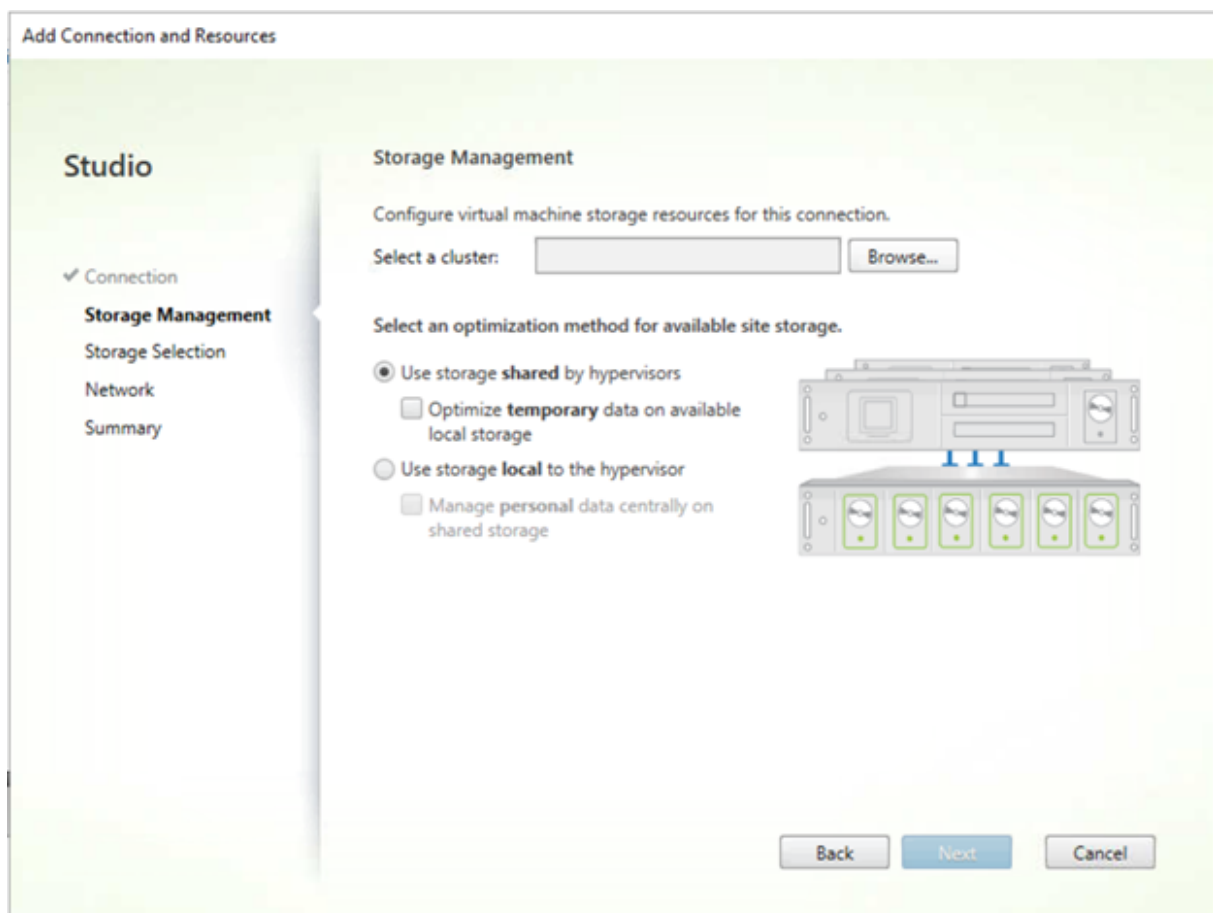 Add Connection and Resources
Studio
✔ Connection
Storage Management
Storage Selection
Network
Summary
Storage Management
Configure virtual machine storage resources for this connection.
Select a cluster:
Browse...
Select an optimization method for available site storage.
Use storage shared by hypervisors
Optimize temporary data on available
local storage
Use storage local to the hypervisor
Manage personal data centrally on
shared storage
Back
Next
Cancel